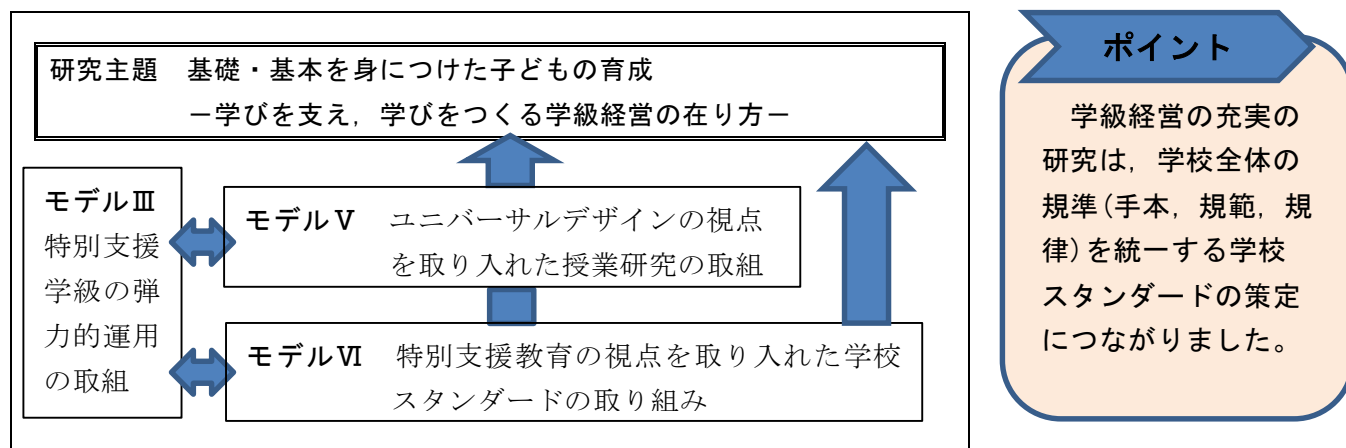 研究主題　基礎・基本を身につけた子どもの育成
－学びを支え，学びをつくる学級経営の在り方－
モデルⅢ
特別支援
学級の弾
力的運用
の取組
モデルⅤ　ユニバーサルデザインの視点
を取り入れた授業研究の取組
モデルⅥ　特別支援教育の視点を取り入れた学校
スタンダードの取り組み
ポイント
学級経営の充実の
研究は，学校全体の
規準(手本，規範，規
律)を統一する学校
スタンダードの策定
につながりました。